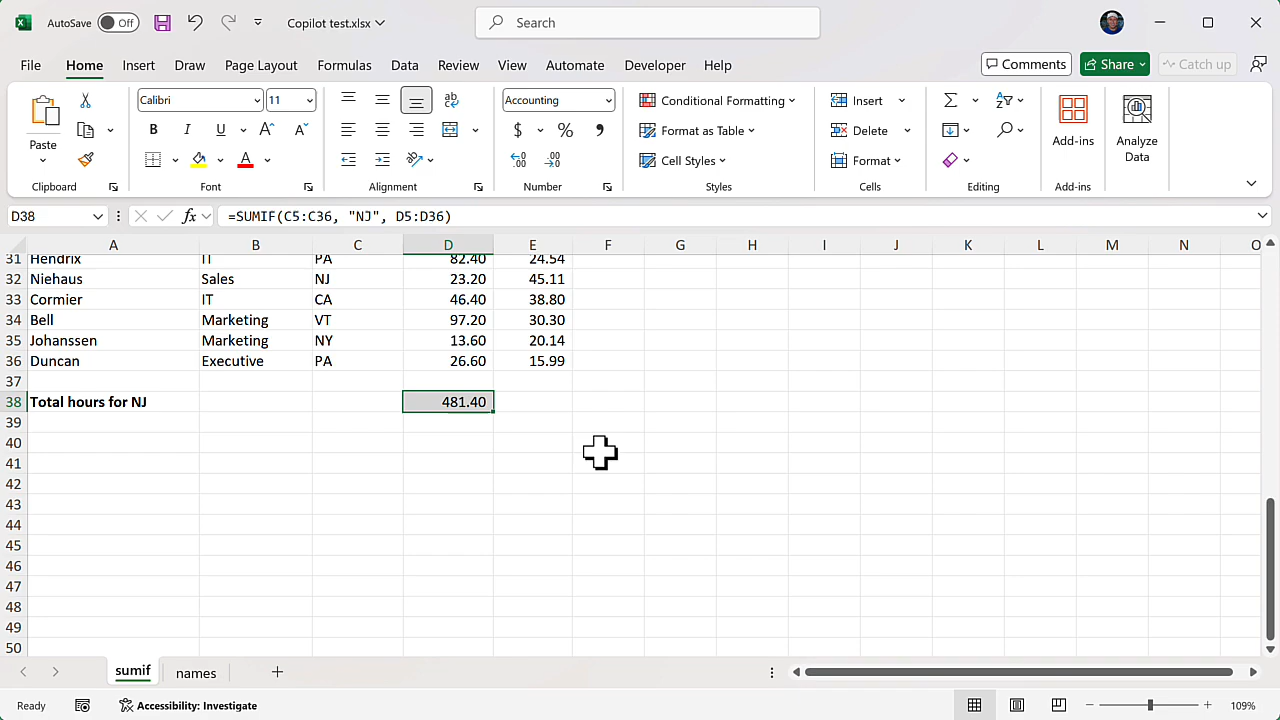 AutoSave Off Copilot test.xlsx Search
File Home Insert Draw Page Layout Formulas Data Review View Automate Developer Help Comments Share Catch up
Calibri 11 Accounting Conditional Formatting Insert
Paste B I U A A ab $ % Format as Table Delete Add-ins Analyze Data
A Cell Styles Format
Clipboard Font Alignment Number Styles Cells Editing Add-ins
D38 fx =SUMIF(C5:C36, "NJ", D5:D36)
A B C D E F G H I J K L M N O
31 Hendrix IT PA 82.40 24.54
32 Niehaus Sales NJ 23.20 45.11
33 Cormier IT CA 46.40 38.80
34 Bell Marketing VT 97.20 30.30
35 Johanssen Marketing NY 13.60 20.14
36 Duncan Executive PA 26.60 15.99
37
38 Total hours for NJ 481.40
39
40
41
42
43
44
45
46
47
48
49
50
sumif names
Ready Accessibility: Investigate 109%